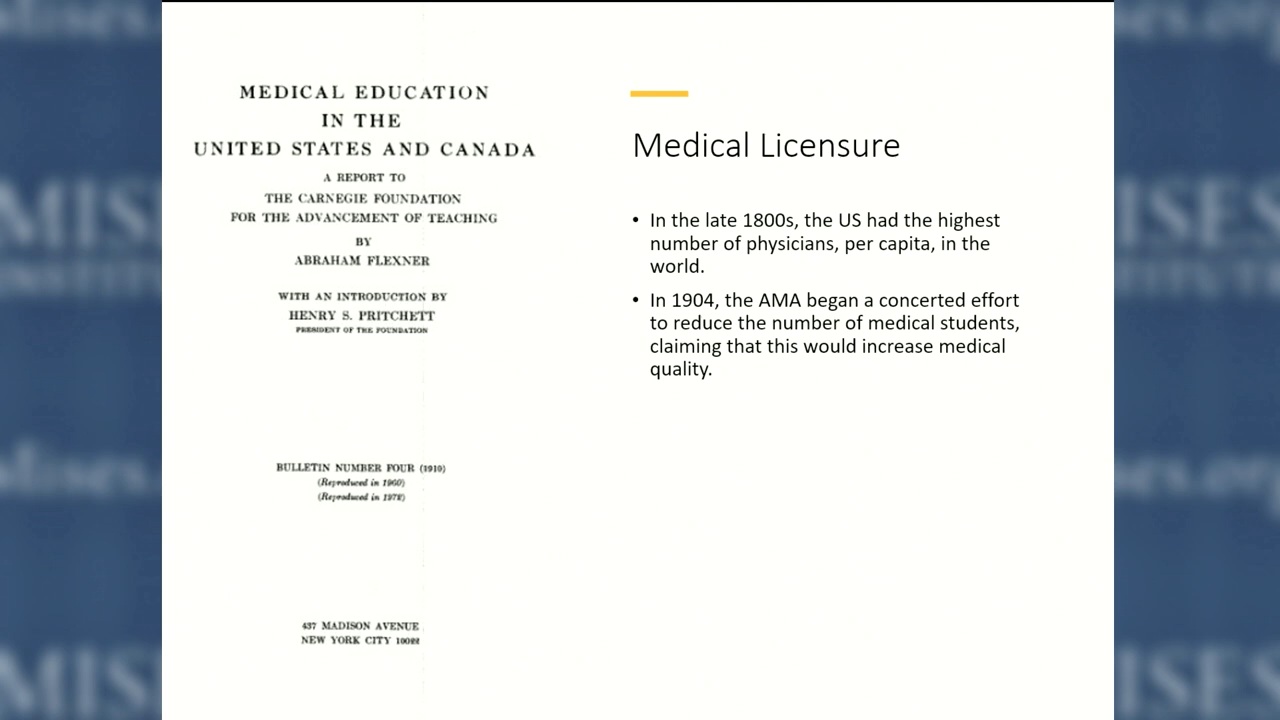 MEDICAL EDUCATION
IN THE
UNITED STATES AND CANADA
A REPORT TO
THE CARNEGIE FOUNDATION
FOR THE ADVANCEMENT OF TEACHING
BY
ABRAHAM FLEXNER
WITH AN INTRODUCTION BY
HENRY S. PRITCHETT
PRESIDENT OF THE FOUNDATION
BULLETIN NUMBER FOUR (1910)
(Reproduced in 1960)
(Reproduced in 1972)
437 MADISON AVENUE
NEW YORK CITY 10022
Medical Licensure
• In the late 1800s, the US had the highest
number of physicians, per capita, in the
world.
• In 1904, the AMA began a concerted effort
to reduce the number of medical students,
claiming that this would increase medical
quality.